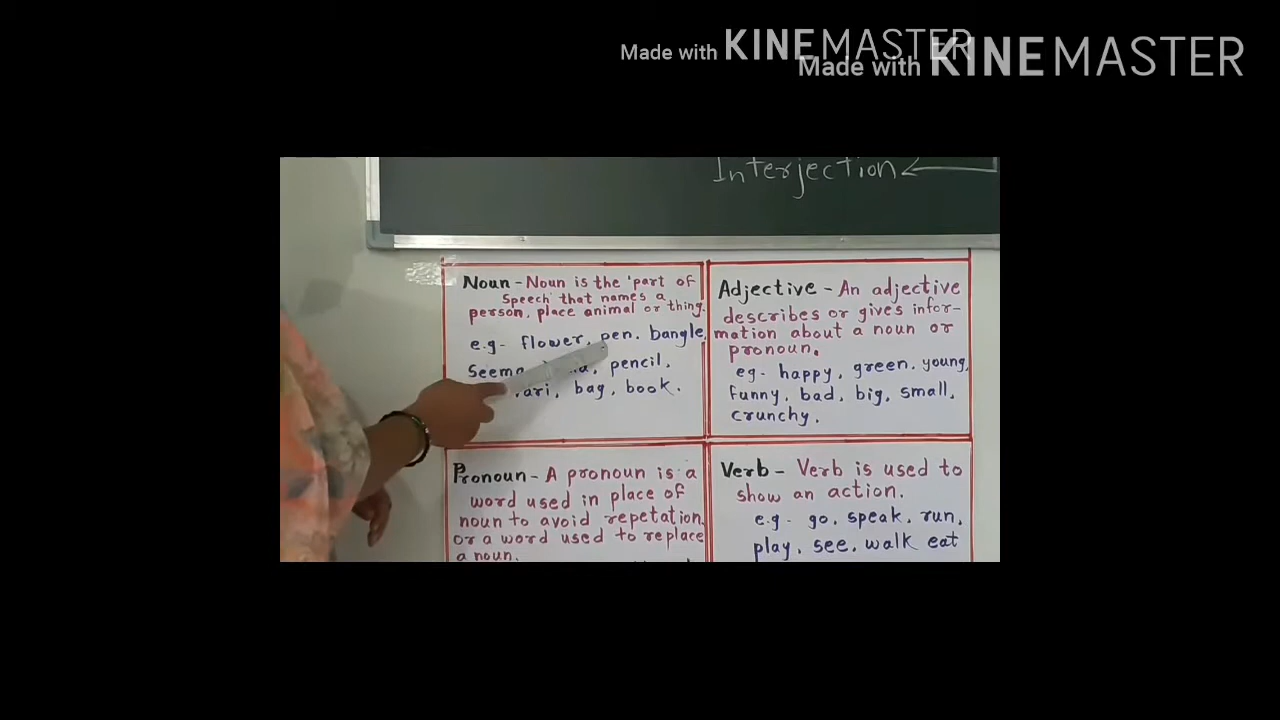 Made with KINEMASTER
Made with KINEMASTER
Interjection
Noun - Noun is the 'part of
Speech' that names a
person, place animal or thing.
e.g - flower, pen. bangle,
Seema pencil,
bag, book.
Adjective - An adjective
describes or gives infor-
mation about a noun or
pronoun.
eg - happy, green. young,
funny, bad, big, small,
crunchy.
Pronoun - A pronoun is a
word used in place of
noun to avoid repetation
or a word used to replace
a noun.
Verb - Verb is used to
show an action.
e.g - go, speak, run,
play, see, walk eat